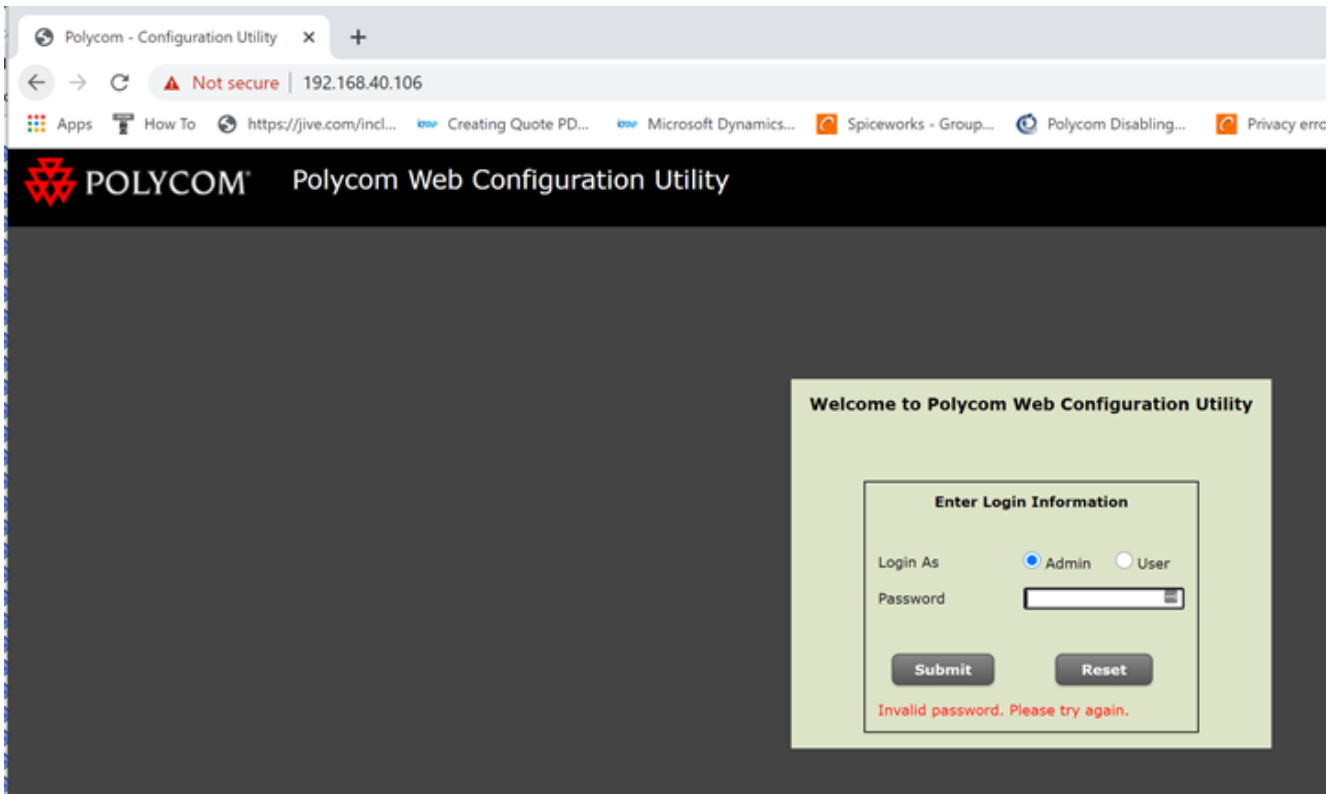 Polycom - Configuration Utility
Not secure | 192.168.40.106
Apps How To https://jive.com/incl... Creating Quote PD... Microsoft Dynamics... Spiceworks - Group... Polycom Disabling... Privacy erro
POLYCOM® Polycom Web Configuration Utility
Welcome to Polycom Web Configuration Utility
Enter Login Information
Login As Admin User
Password
Submit Reset
Invalid password. Please try again.